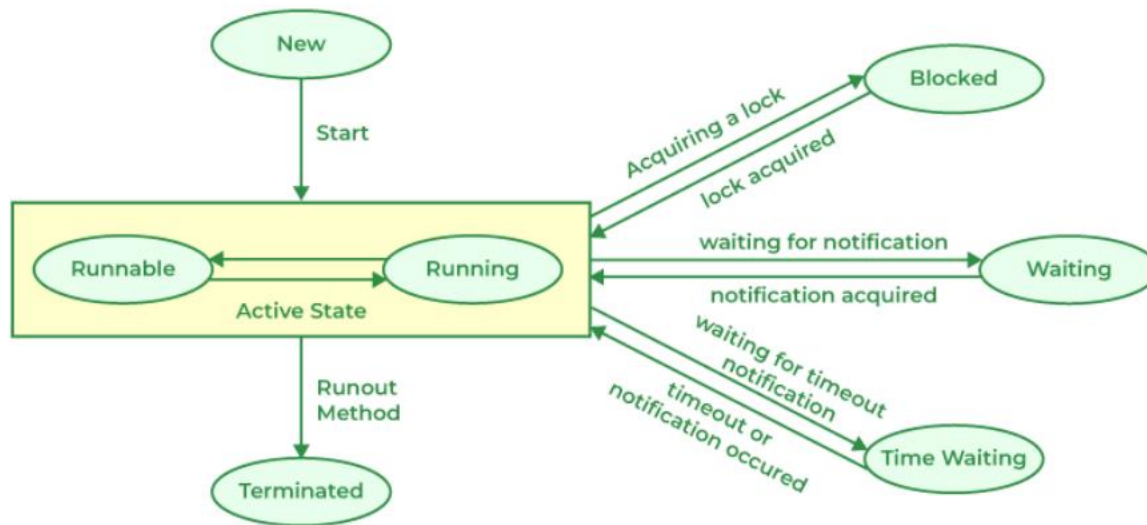 New
Start
Blocked
Acquiring a lock
lock acquired
Runnable
Running
Active State
waiting for notification
notification acquired
Waiting
waiting for timeout
notification
timeout or
notification occured
Time Waiting
Runout
Method
Terminated